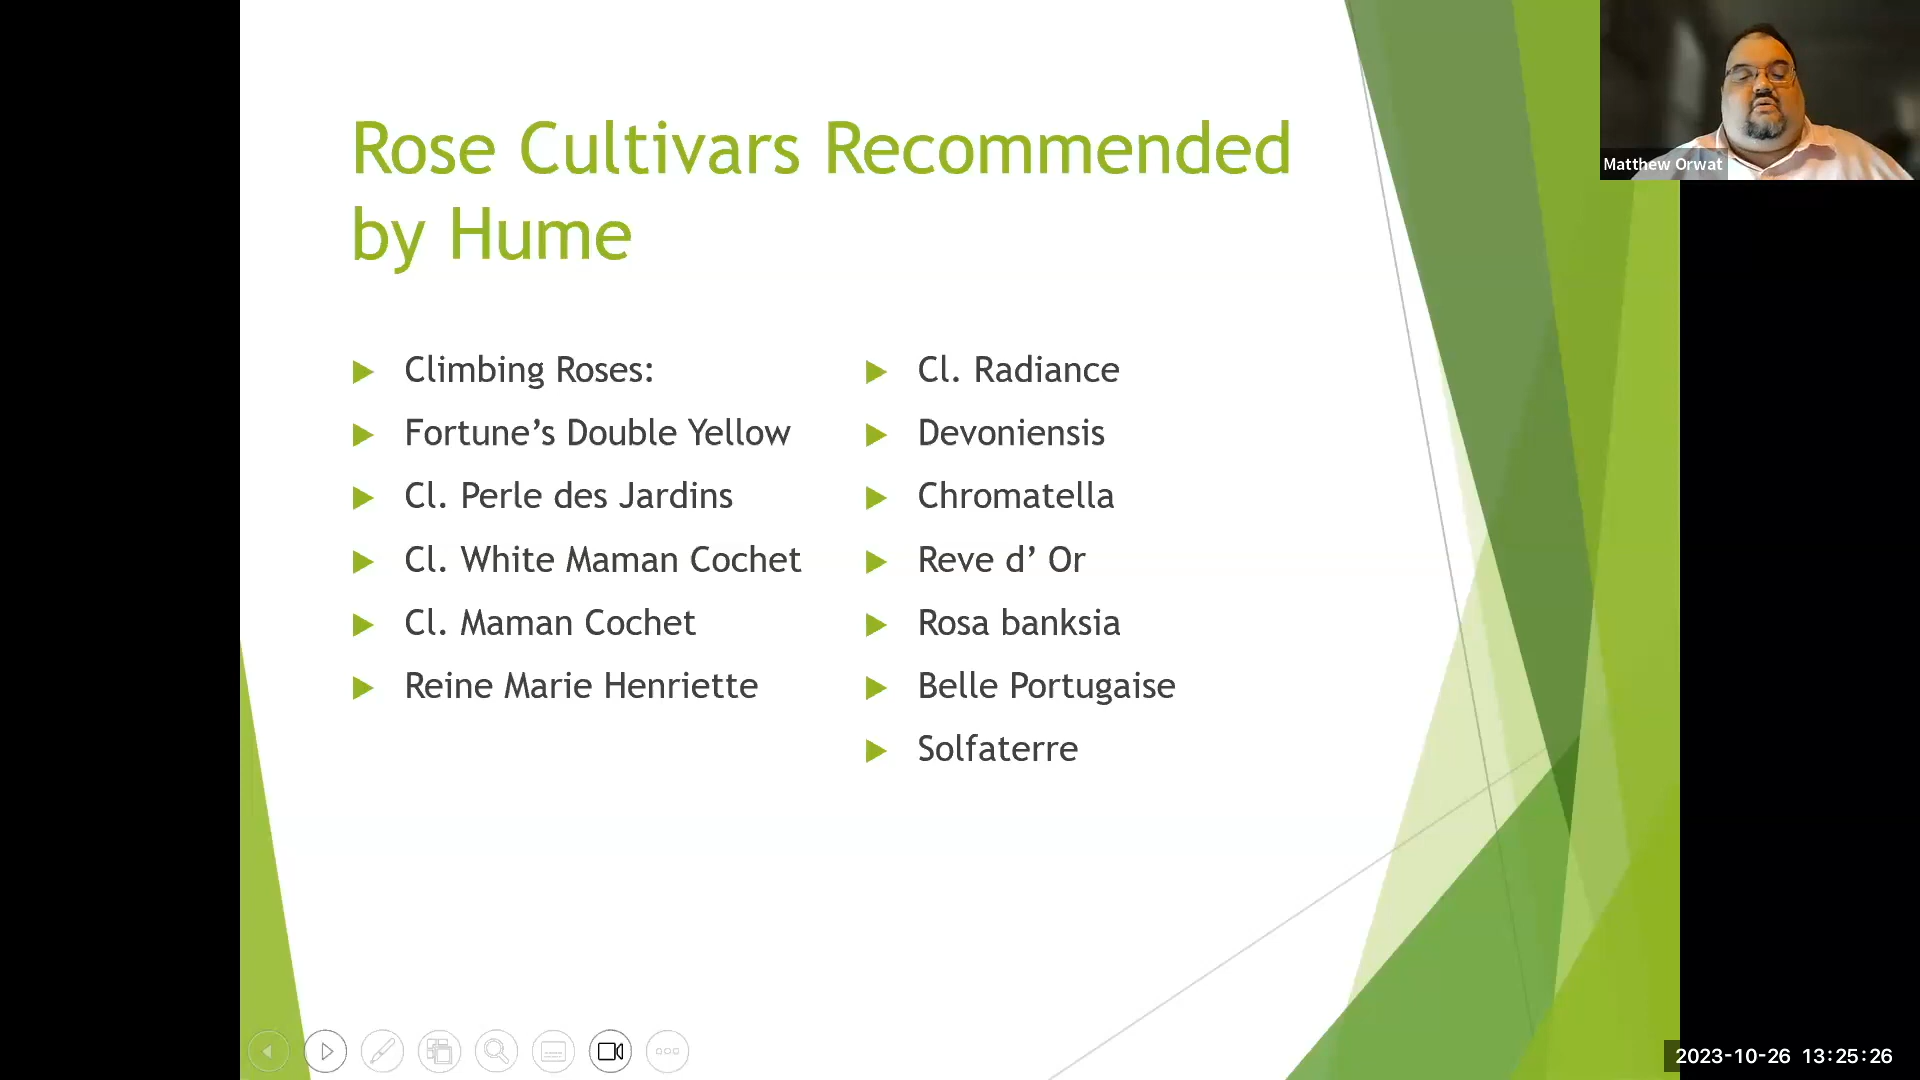 Rose Cultivars Recommended
by Hume
Climbing Roses:
Fortune’s Double Yellow
Cl. Perle des Jardins
Cl. White Maman Cochet
Cl. Maman Cochet
Reine Marie Henriette
Cl. Radiance
Devoniensis
Chromatella
Reve d’ Or
Rosa banksia
Belle Portugaise
Solfaterre
Matthew Orwat
2023-10-26 13:25:26